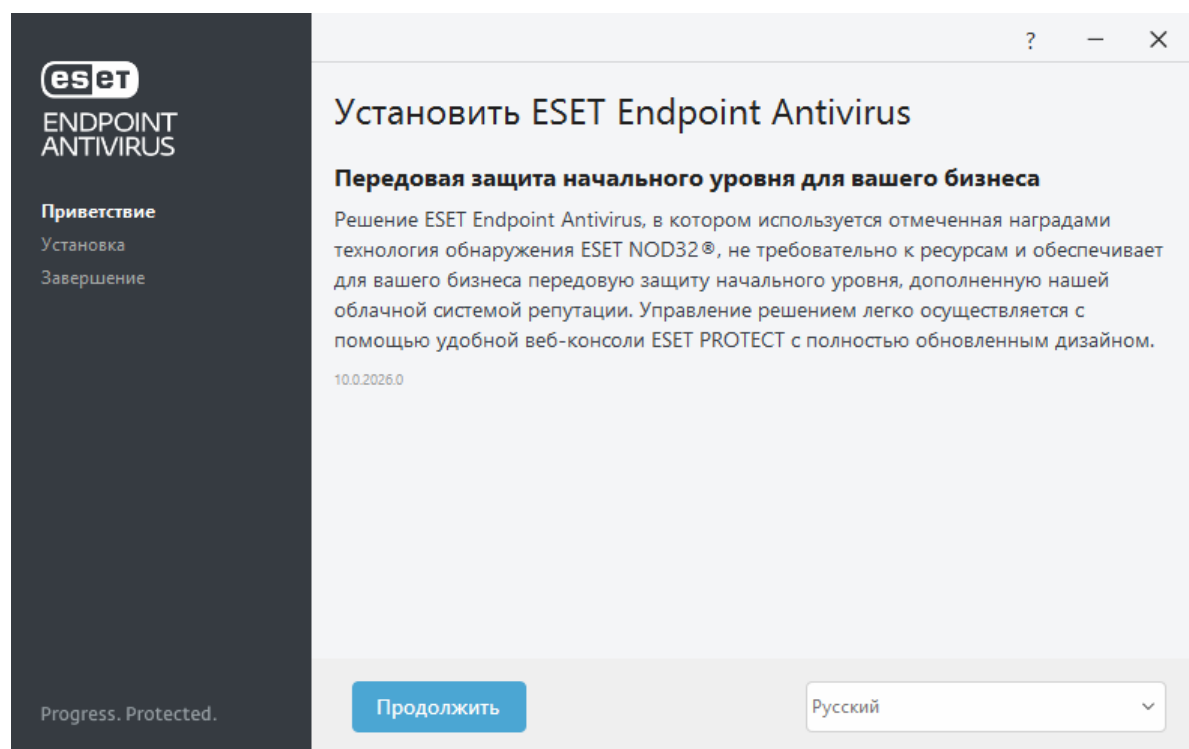 eset
ENDPOINT
ANTIVIRUS
Приветствие
Установка
Завершение
Progress. Protected.
?
Установить ESET Endpoint Antivirus
Передовая защита начального уровня для вашего бизнеса
Решение ESET Endpoint Antivirus, в котором используется отмеченная наградами
технология обнаружения ESET NOD32®, не требовательно к ресурсам и обеспечивает
для вашего бизнеса передовую защиту начального уровня, дополненную нашей
облачной системой репутации. Управление решением легко осуществляется с
помощью удобной веб-консоли ESET PROTECT с полностью обновленным дизайном.
10.0.2026.0
Продолжить
Русский